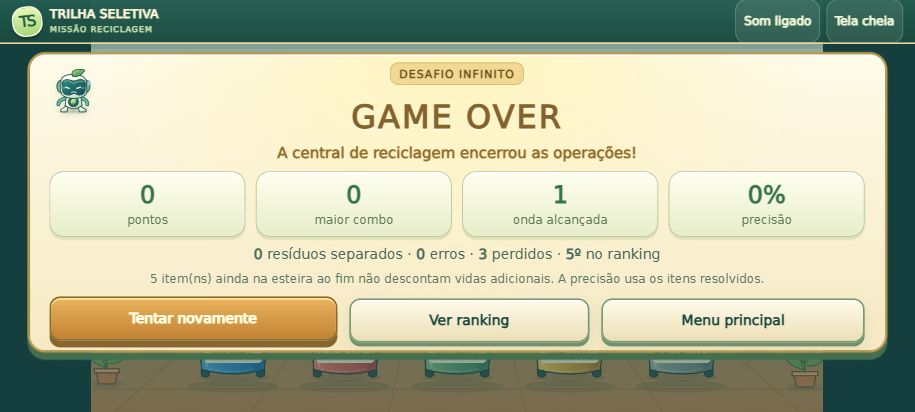 TS
TRILHA SELETIVA
MISSÃO RECICLAGEM
Som ligado
Tela cheia
DESAFIO INFINITO
GAME OVER
A central de reciclagem encerrou as operações!
0
pontos
0
maior combo
1
onda alcançada
0%
precisão
0 resíduos separados · 0 erros · 3 perdidos · 5º no ranking
5 item(ns) ainda na esteira ao fim não descontam vidas adicionais. A precisão usa os itens resolvidos.
Tentar novamente
Ver ranking
Menu principal